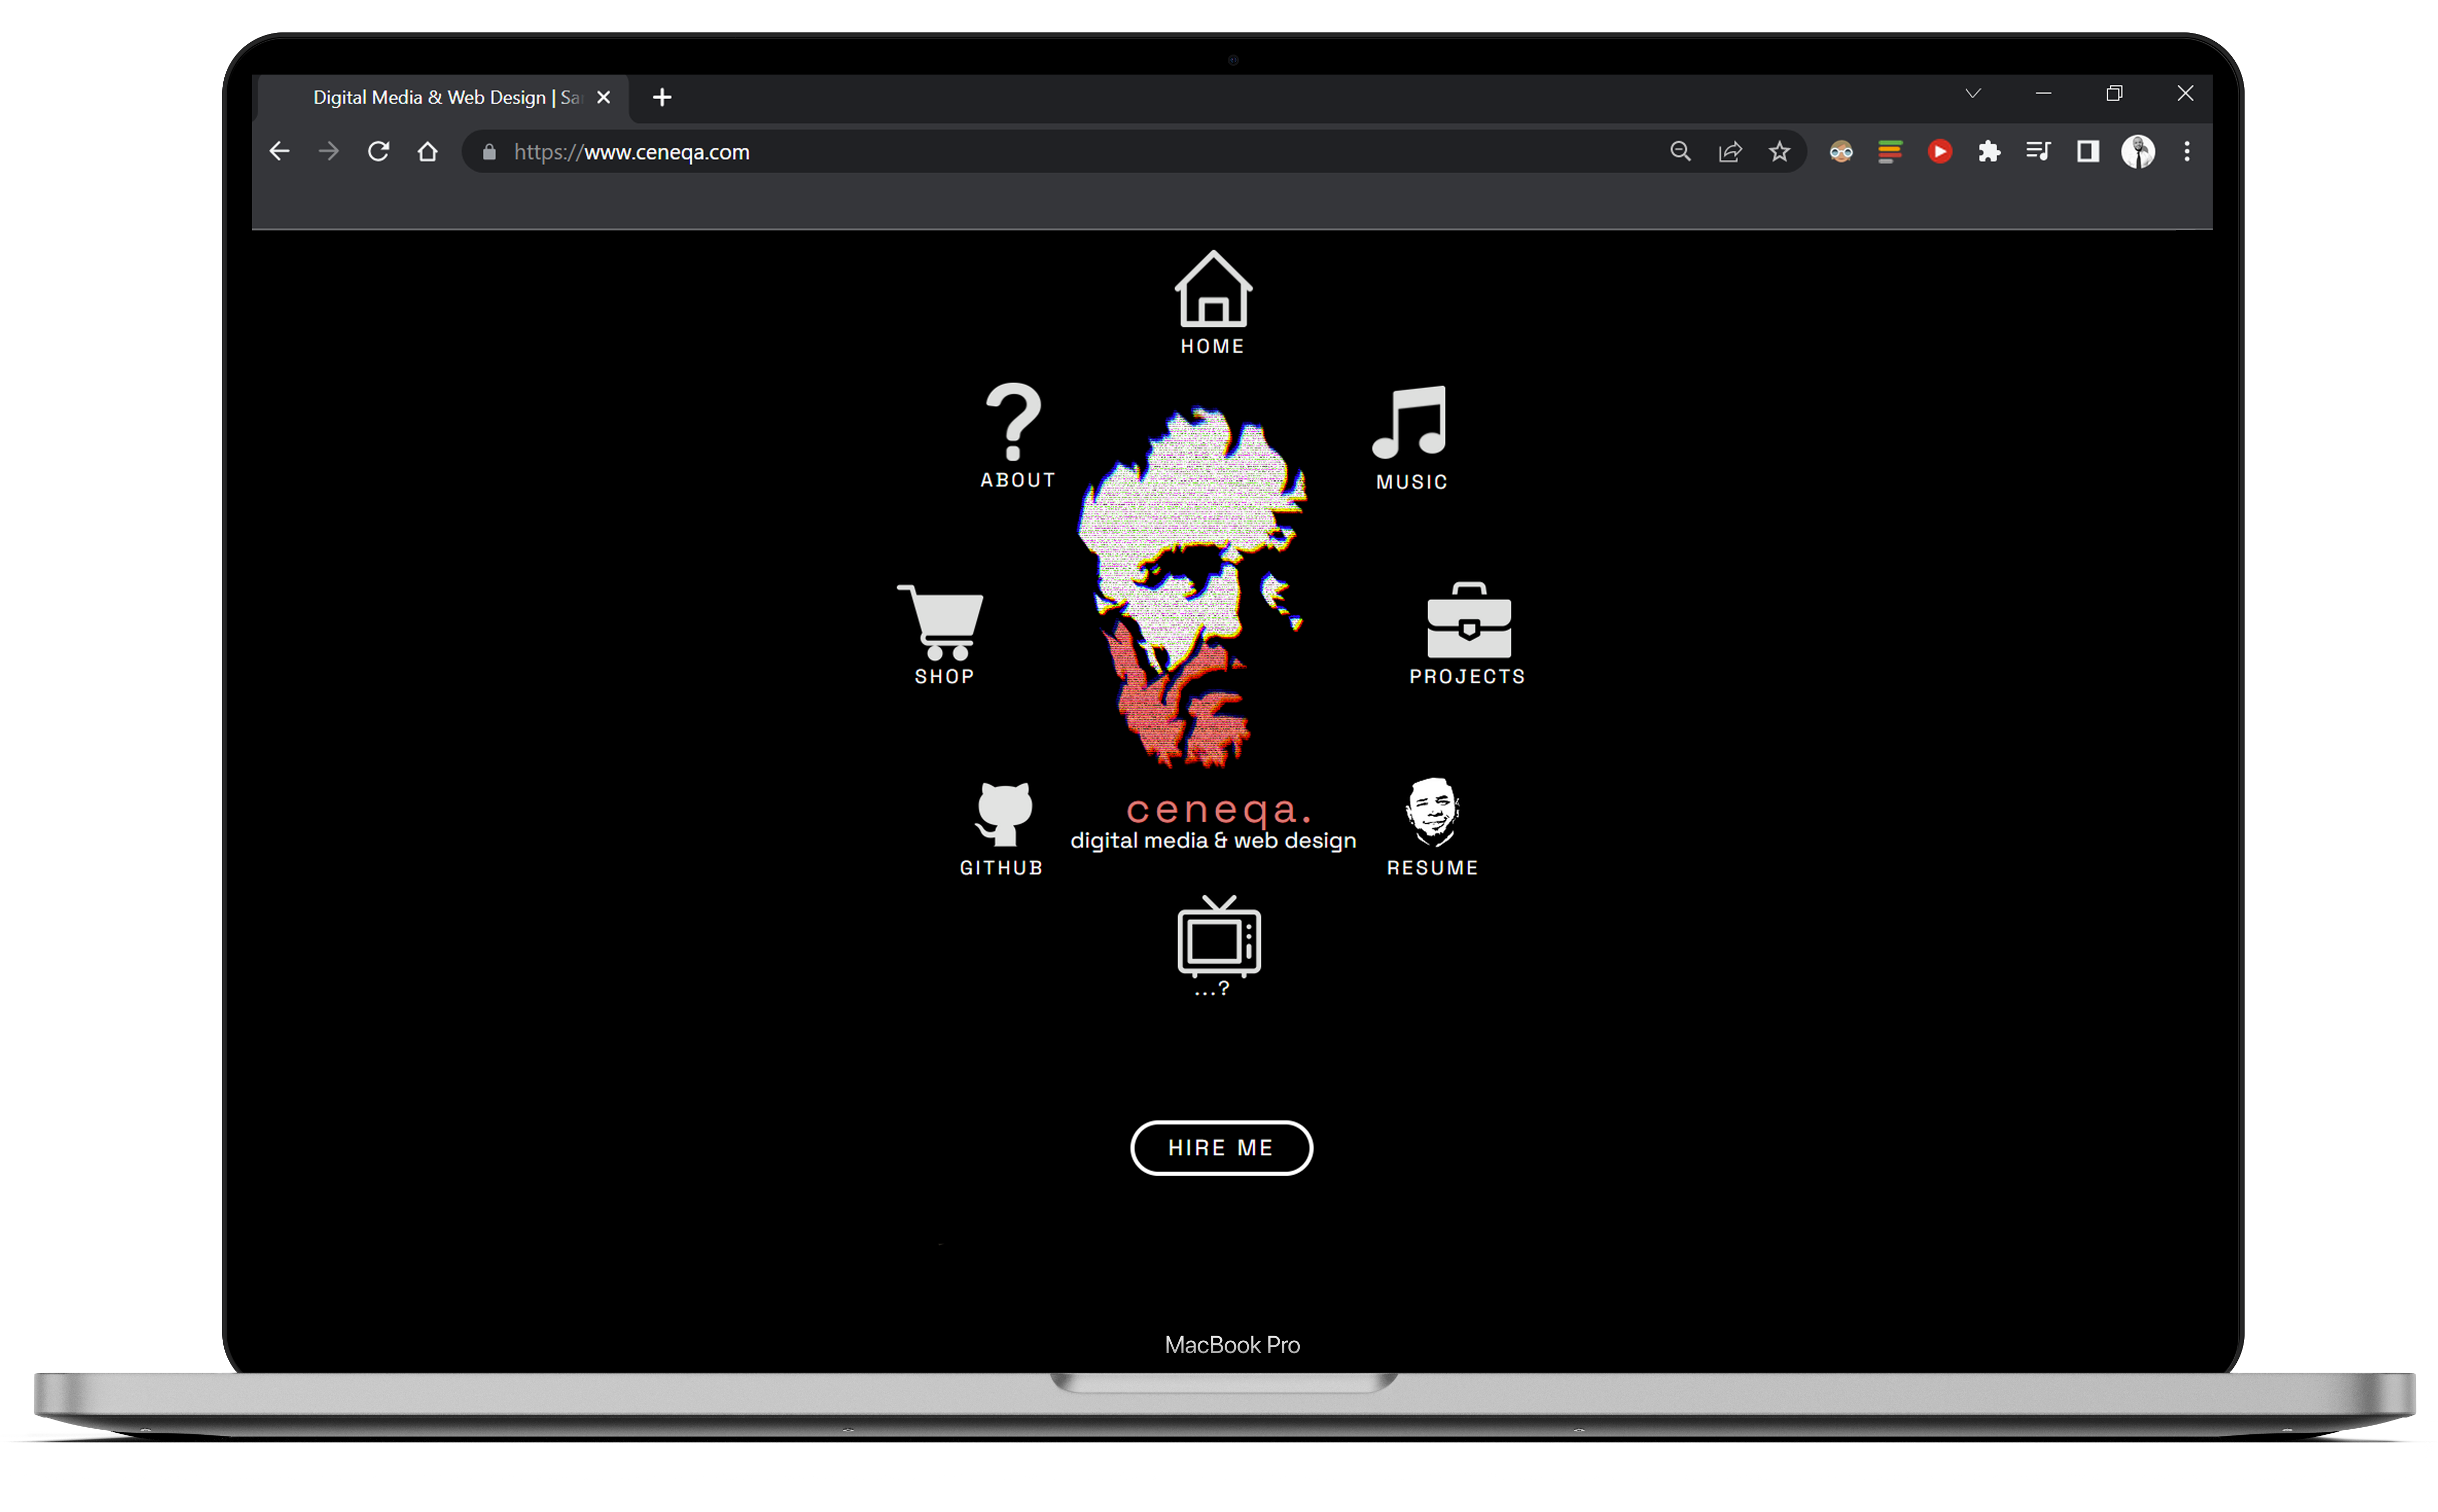 Digital Media & Web Design | Sa
https://www.ceneqa.com
HOME
ABOUT
MUSIC
SHOP
PROJECTS
ceneqa.
digital media & web design
GITHUB
RESUME
...?
HIRE ME
MacBook Pro